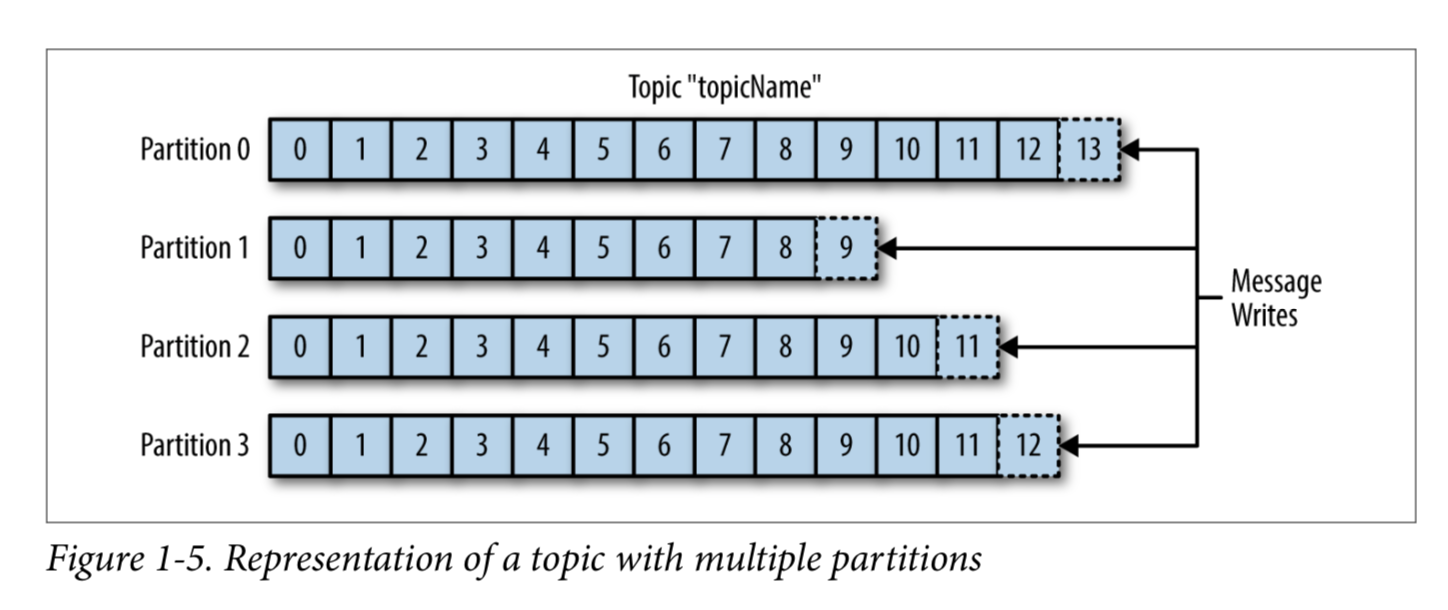 Topic "topicName"
Partition 0 0 1 2 3 4 5 6 7 8 9 10 11 12 13
Partition 1 0 1 2 3 4 5 6 7 8 9
Partition 2 0 1 2 3 4 5 6 7 8 9 10 11
Partition 3 0 1 2 3 4 5 6 7 8 9 10 11 12
Message
Writes
Figure 1-5. Representation of a topic with multiple partitions